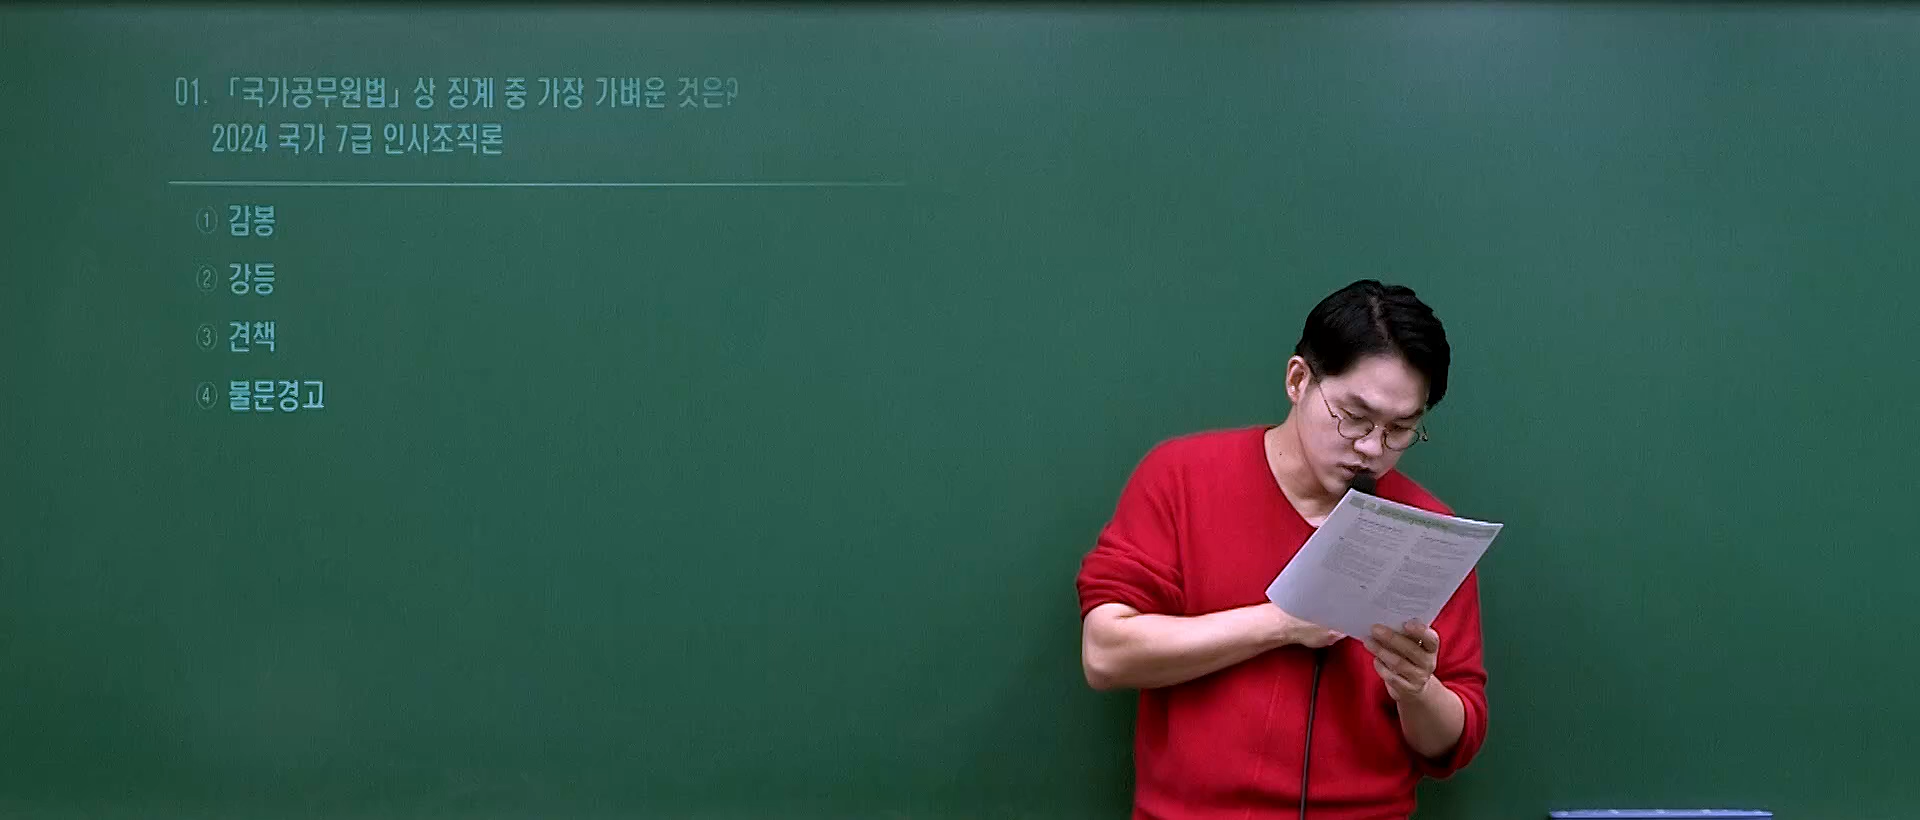 01. 「국가공무원법」 상 징계 중 가장 가벼운 것은?
2024 국가 7급 인사조직론
① 감봉
② 강등
③ 견책
④ 불문경고